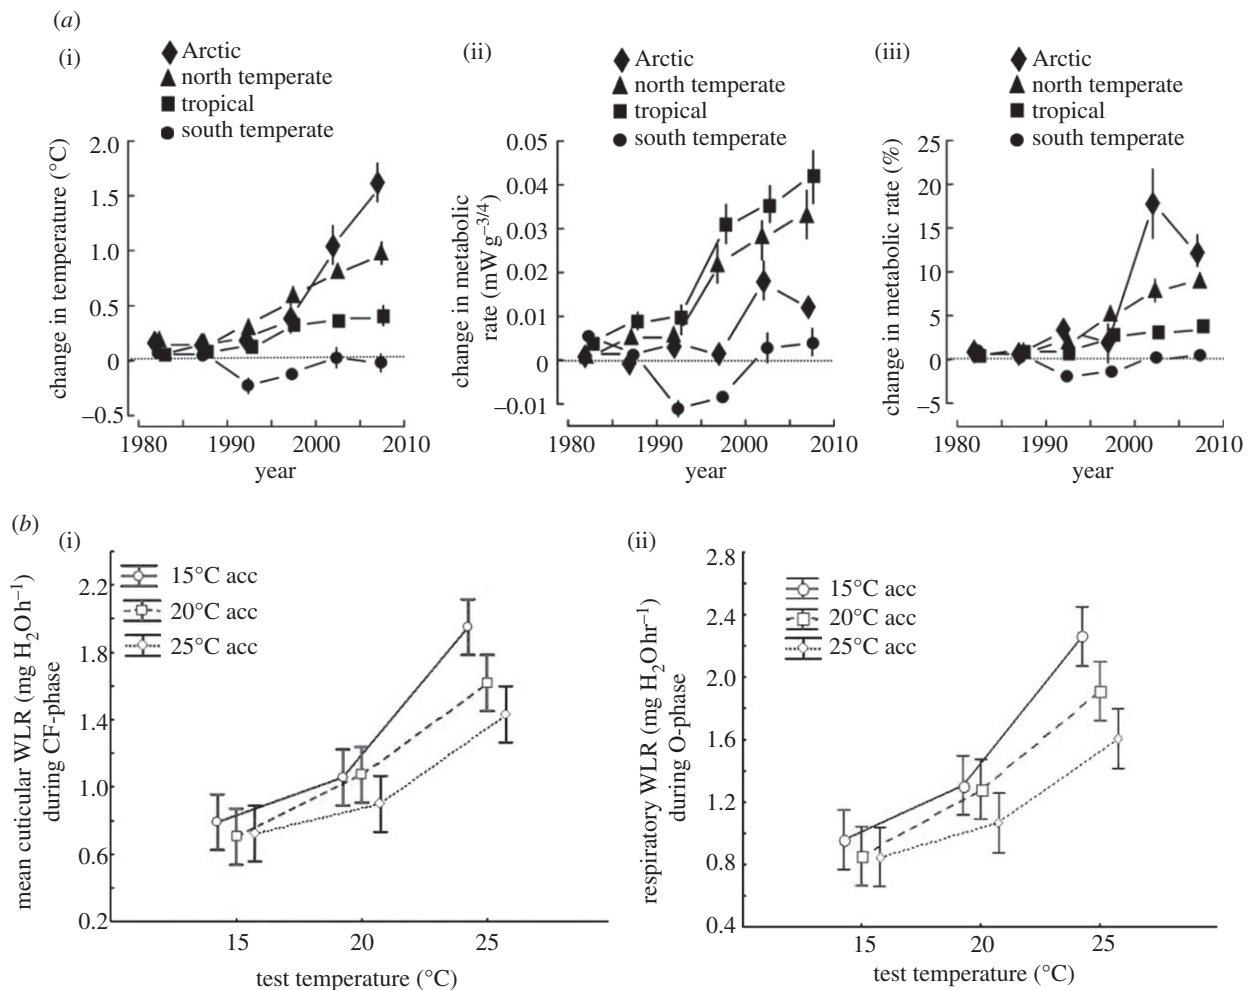 (a)
(i)
Arctic
north temperate
tropical
south temperate
change in temperature (°C)
2.0
1.5
1.0
0.5
0
–0.5
1980
1990
2000
2010
year
(ii)
Arctic
north temperate
tropical
south temperate
change in metabolic
rate (mW g–3/4)
0.05
0.04
0.03
0.02
0.01
0
–0.01
1980
1990
2000
2010
year
(iii)
Arctic
north temperate
tropical
south temperate
change in metabolic rate (%)
25
20
15
10
5
0
–5
1980
1990
2000
2010
year
(b)
(i)
15°C acc
20°C acc
25°C acc
mean cuticular WLR (mg H2Oh–1)
during CF-phase
2.2
1.8
1.4
1.0
0.6
0.2
15
20
25
test temperature (°C)
(ii)
15°C acc
20°C acc
25°C acc
respiratory WLR (mg H2Ohr–1)
during O-phase
2.8
2.4
2.0
1.6
1.2
0.8
0.4
15
20
25
test temperature (°C)